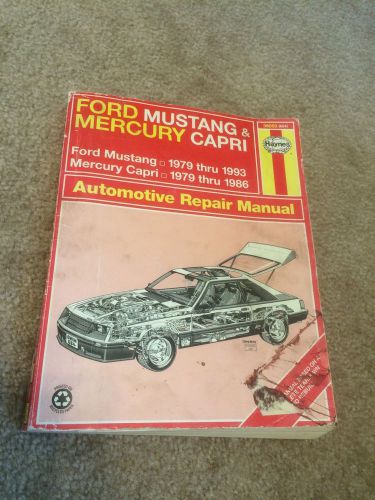 FORD MUSTANG &
MERCURY CAPRI
Haynes
Ford Mustang □ 1979 thru 1993
Mercury Capri □ 1979 thru 1986
Automotive Repair Manual